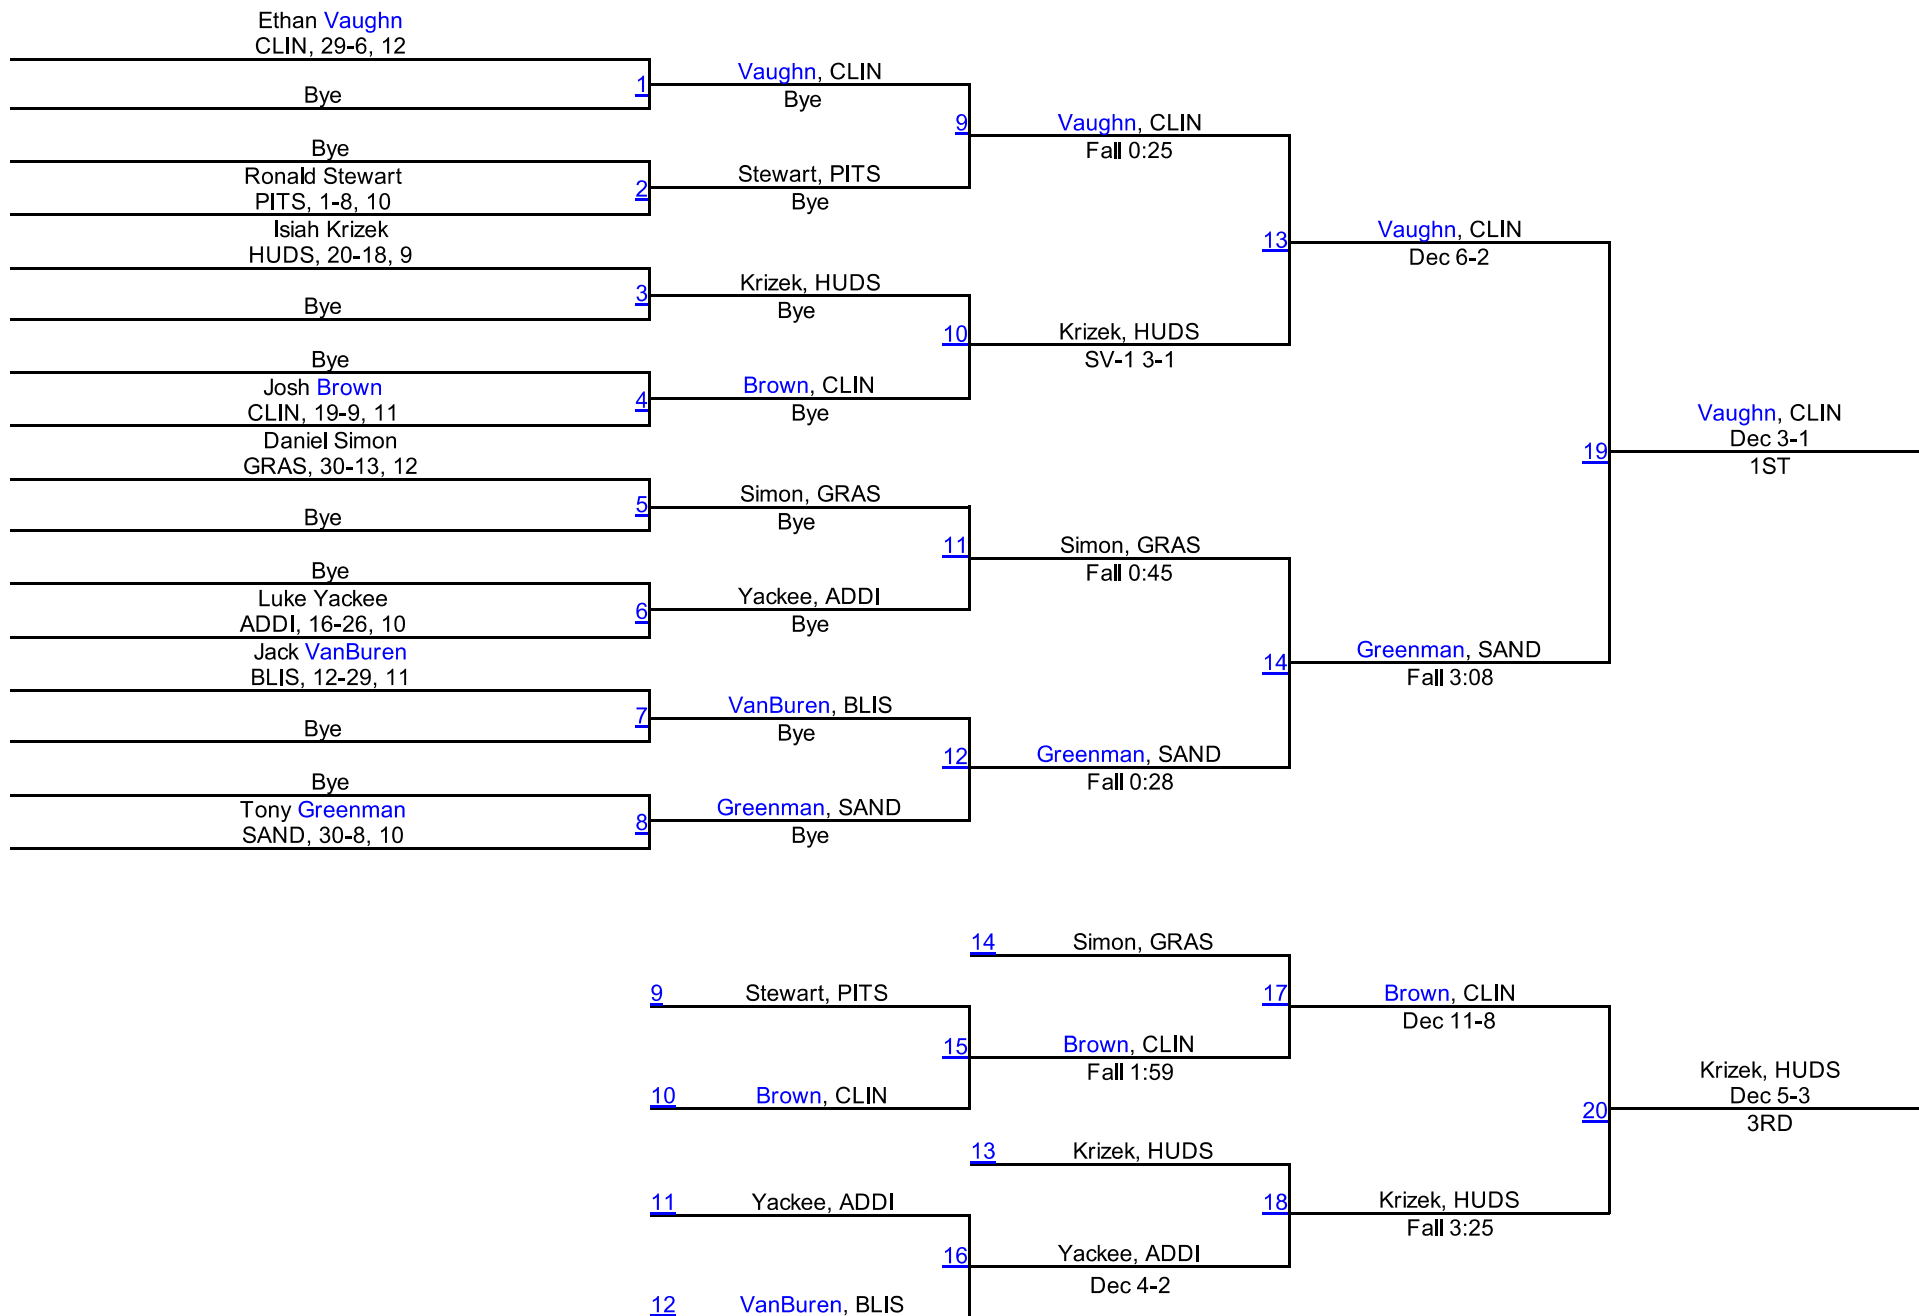 Ethan Vaughn
CLIN, 29-6, 12
Bye
1
Bye
Ronald Stewart
PITS, 1-8, 10
2
Isiah Krizek
HUDS, 20-18, 9
Bye
3
Bye
Josh Brown
CLIN, 19-9, 11
4
Daniel Simon
GRAS, 30-13, 12
Bye
5
Bye
Luke Yackee
ADDI, 16-26, 10
6
Jack VanBuren
BLIS, 12-29, 11
Bye
7
Bye
Tony Greenman
SAND, 30-8, 10
8
Vaughn, CLIN
Bye
9
Stewart, PITS
Bye
Krizek, HUDS
Bye
10
Brown, CLIN
Bye
Simon, GRAS
Bye
11
Yackee, ADDI
Bye
VanBuren, BLIS
Bye
12
Greenman, SAND
Bye
Vaughn, CLIN
Fall 0:25
13
Krizek, HUDS
SV-1 3-1
Simon, GRAS
Fall 0:45
14
Greenman, SAND
Fall 0:28
Vaughn, CLIN
Dec 6-2
19
Greenman, SAND
Fall 3:08
Vaughn, CLIN
Dec 3-1
1ST
14 Simon, GRAS
9 Stewart, PITS
15
10 Brown, CLIN
Brown, CLIN
Fall 1:59
17
13 Krizek, HUDS
11 Yackee, ADDI
16
12 VanBuren, BLIS
Yackee, ADDI
Dec 4-2
18
Brown, CLIN
Dec 11-8
20
Krizek, HUDS
Fall 3:25
Krizek, HUDS
Dec 5-3
3RD